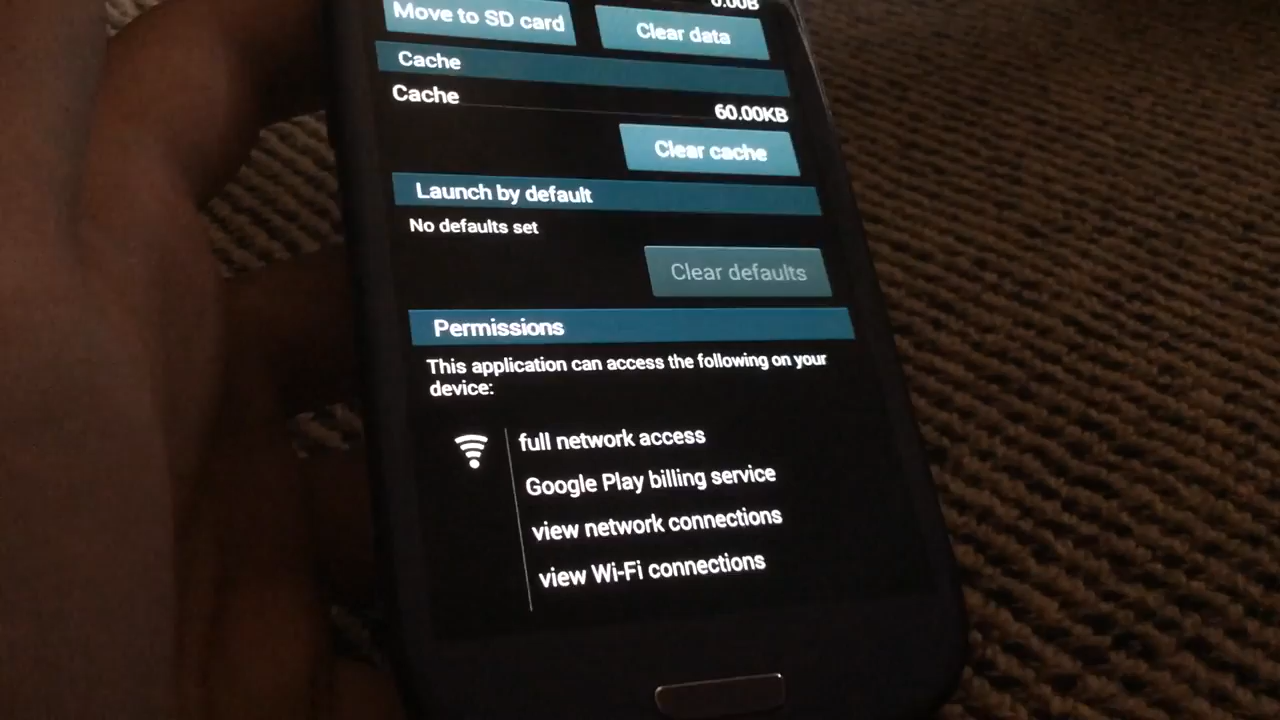 0.00B
Move to SD card
Clear data
Cache
Cache
60.00KB
Clear cache
Launch by default
No defaults set
Clear defaults
Permissions
This application can access the following on your
device:
full network access
Google Play billing service
view network connections
view Wi-Fi connections